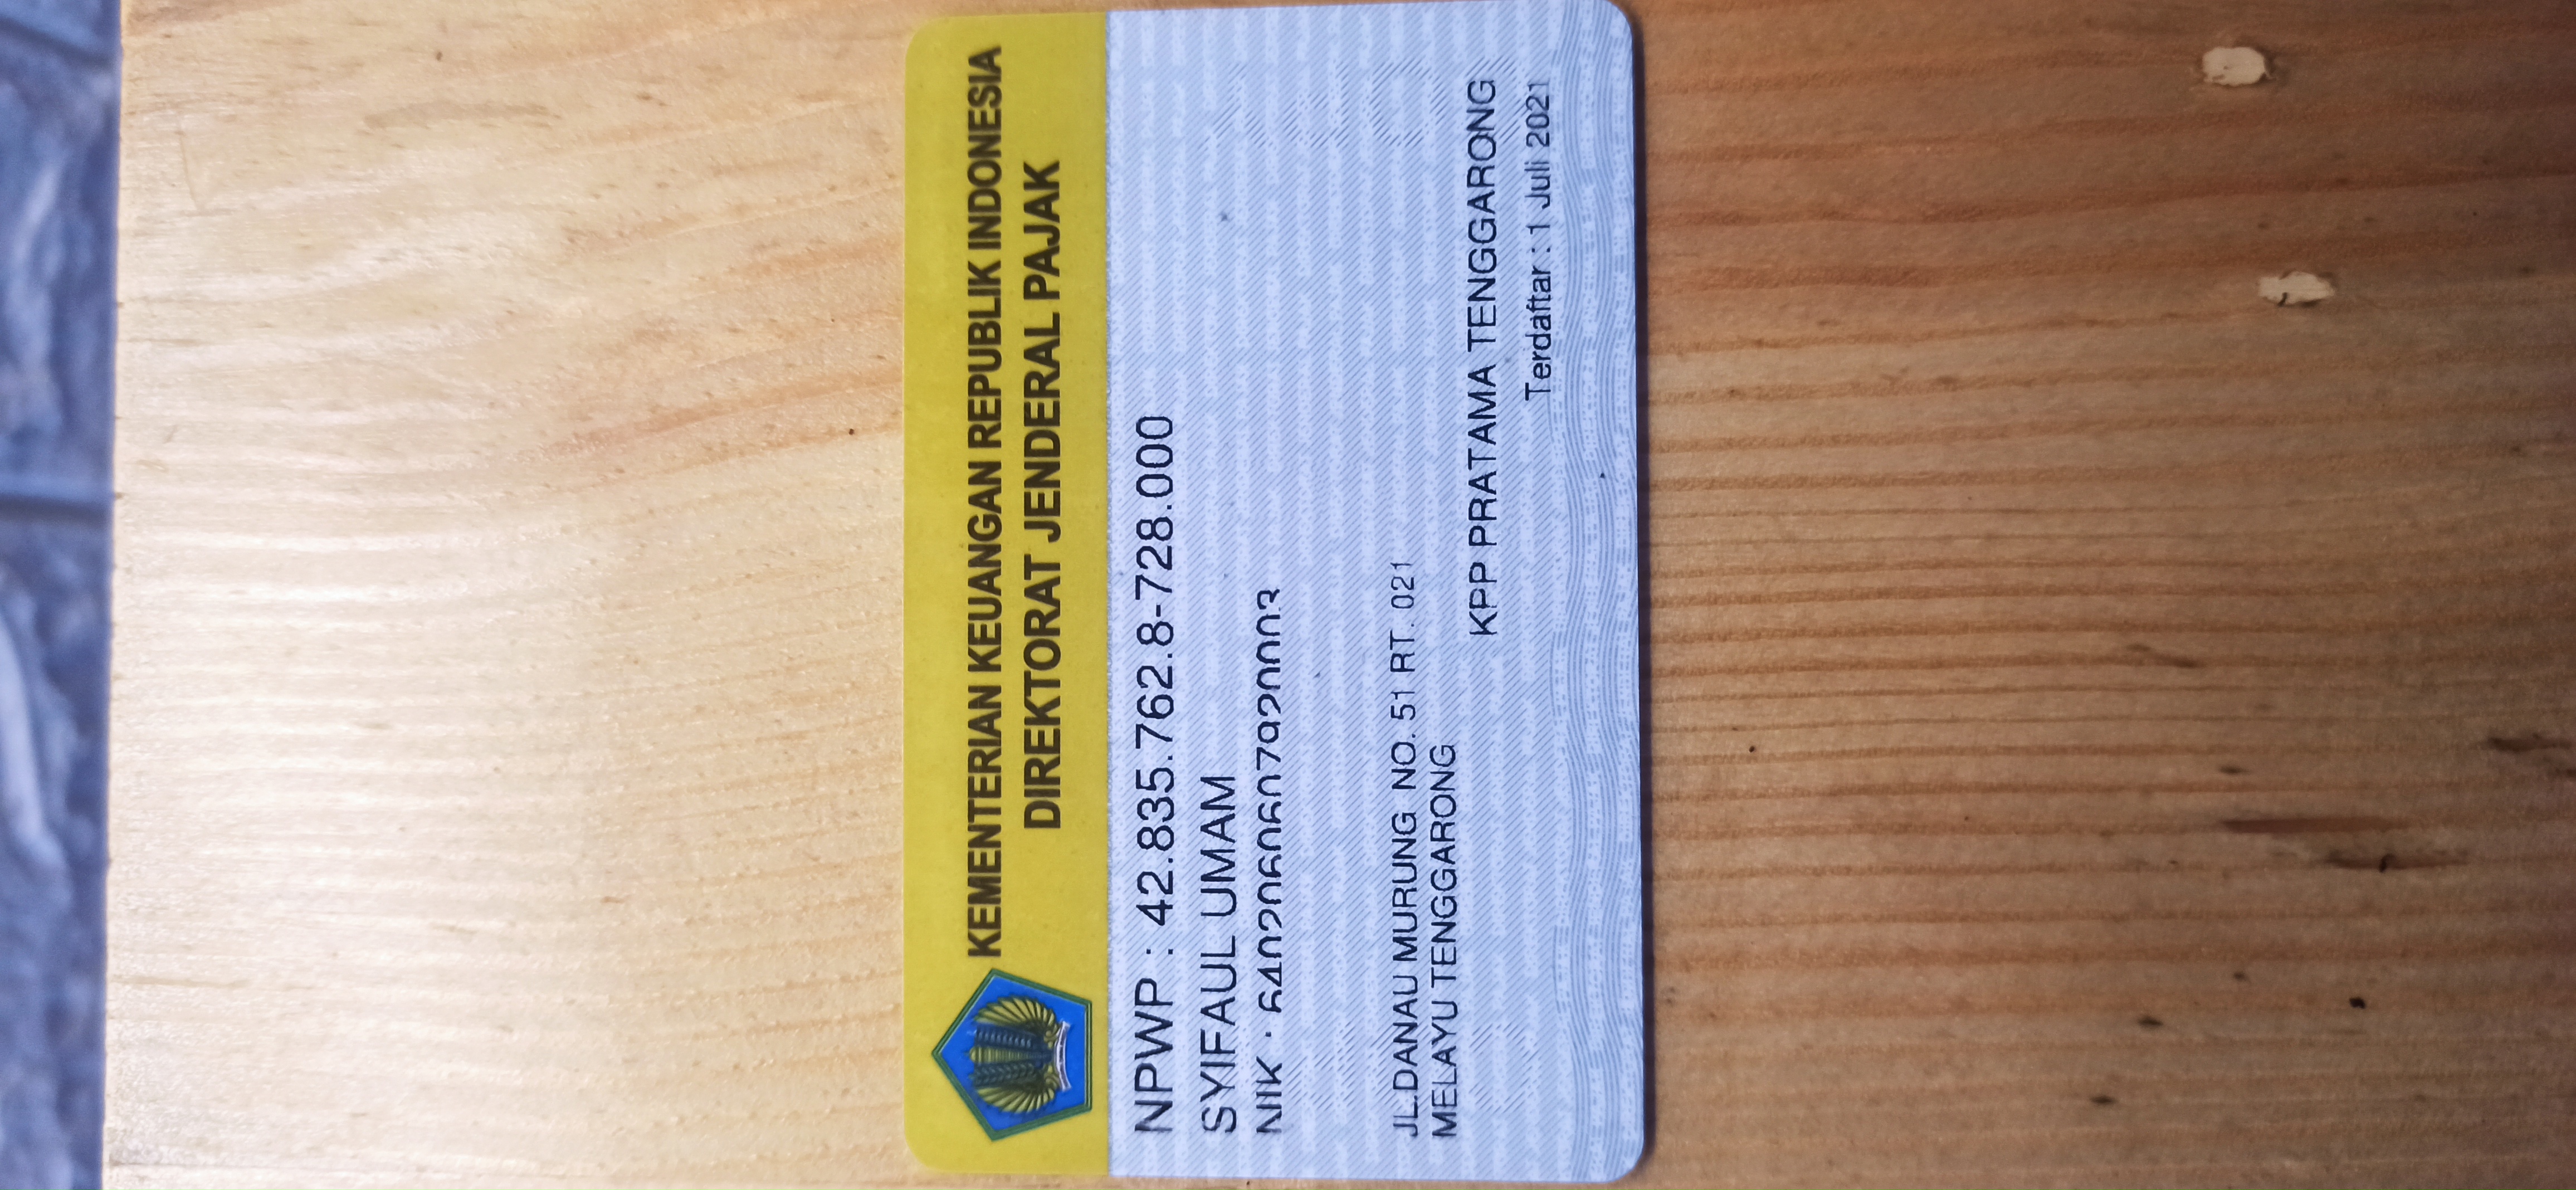 KEMENTERIAN KEUANGAN REPUBLIK INDONESIA
DIREKTORAT JENDERAL PAJAK
NPWP : 42.835.762.8-728.000
SYIFAUL UMAM
NIK : 6402060607920003
JL.DANAU MURUNG NO. 51 RT. 021
MELAYU TENGGARONG
KPP PRATAMA TENGGARONG
Terdaftar : 1 Juli 2021